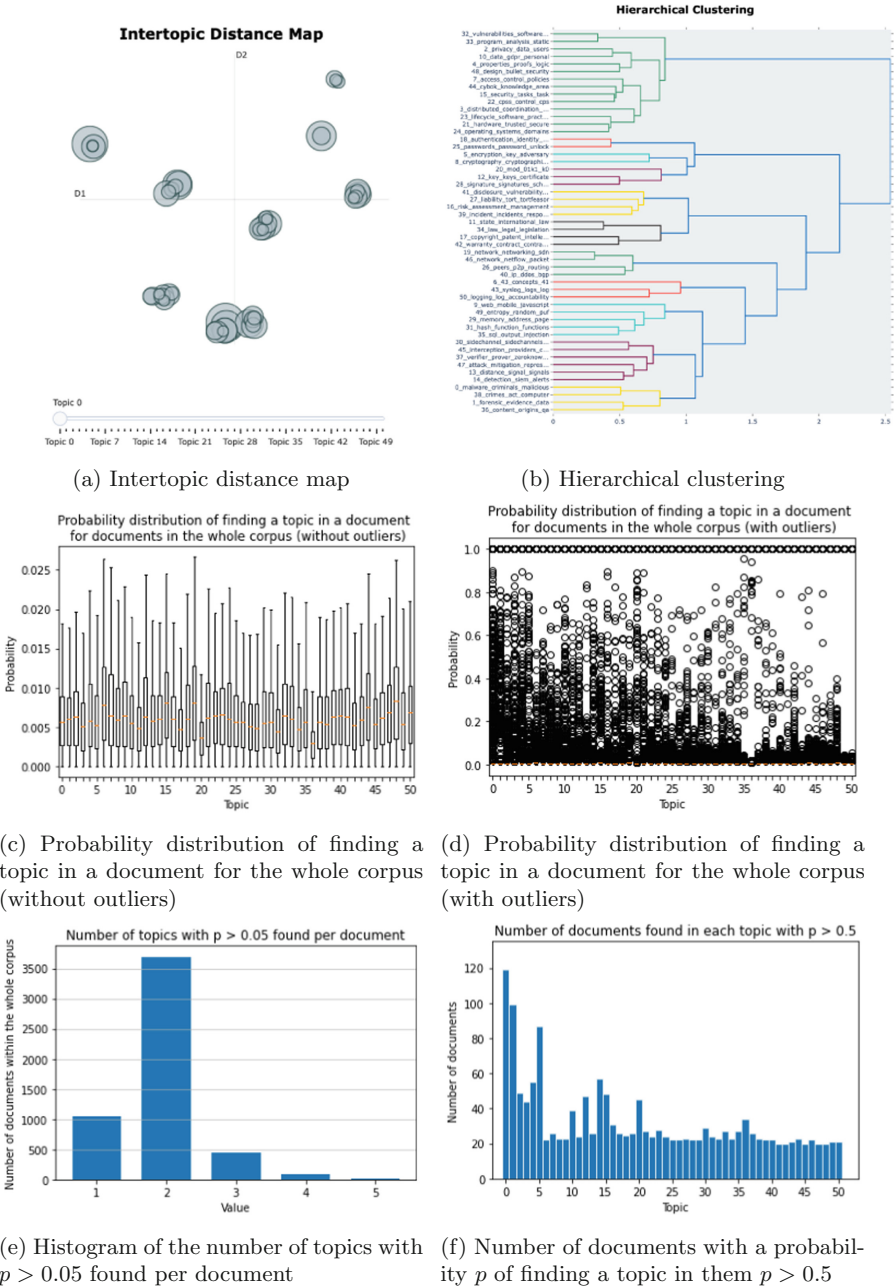 Intertopic Distance Map
D2
D1
Topic 0
Topic 0 Topic 7 Topic 14 Topic 21 Topic 28 Topic 35 Topic 42 Topic 49
(a) Intertopic distance map
Hierarchical Clustering
32_vulnerabilities_software...
33_program_analysis_static
2_privacy_data_users
10_data_gdpr_personal
4_properties_proofs_logic
48_design_bullet_security
7_access_control_policies
44_cybok_knowledge_area
15_security_tasks_task
22_cpss_control_cps
3_distributed_coordination_...
23_lifecycle_software_pract...
21_hardware_trusted_secure
24_operating_systems_domains
18_authentication_identity_...
25_passwords_password_unlock
5_encryption_key_adversary
8_cryptography_cryptographi...
20_mod_01k1_k0
12_key_keys_certificate
28_signature_signatures_sch...
41_disclosure_vulnerability...
27_liability_tort_tortfeasor
16_risk_assessment_management
39_incident_incidents_respo...
11_state_international_law
34_law_legal_legislation
17_copyright_patent_intelle...
42_warranty_contract_contra...
19_network_networking_sdn
46_network_netflow_packet
26_peers_p2p_routing
40_ip_ddos_bgp
6_43_concepts_41
43_syslog_logs_log
50_logging_log_accountability
9_web_mobile_javascript
49_entropy_random_puf
29_memory_address_page
31_hash_function_functions
35_sql_output_injection
30_sidechannel_sidechannels...
45_interception_providers_c...
37_verifier_prover_zeroknow...
47_attack_mitigation_repres...
13_distance_signal_signals
14_detection_siem_alerts
0_malware_criminals_malicious
38_crimes_act_computer
1_forensic_evidence_data
36_content_origins_qe
0 0.5 1 1.5 2 2.5
(b) Hierarchical clustering
Probability distribution of finding a topic in a document
for documents in the whole corpus (without outliers)
Probability
0.025
0.020
0.015
0.010
0.005
0.000
0 5 10 15 20 25 30 35 40 45 50
Topic
(c) Probability distribution of finding a
topic in a document for the whole corpus
(without outliers)
Probability distribution of finding a topic in a document
for documents in the whole corpus (with outliers)
Probability
1.0
0.8
0.6
0.4
0.2
0.0
0 5 10 15 20 25 30 35 40 45 50
Topic
(d) Probability distribution of finding a
topic in a document for the whole corpus
(with outliers)
Number of topics with p > 0.05 found per document
Number of documents within the whole corpus
3500
3000
2500
2000
1500
1000
500
0
1 2 3 4 5
Value
(e) Histogram of the number of topics with
p > 0.05 found per document
Number of documents found in each topic with p > 0.5
Number of documents
120
100
80
60
40
20
0
0 5 10 15 20 25 30 35 40 45 50
Topic
(f) Number of documents with a probabil-
ity p of finding a topic in them p > 0.5